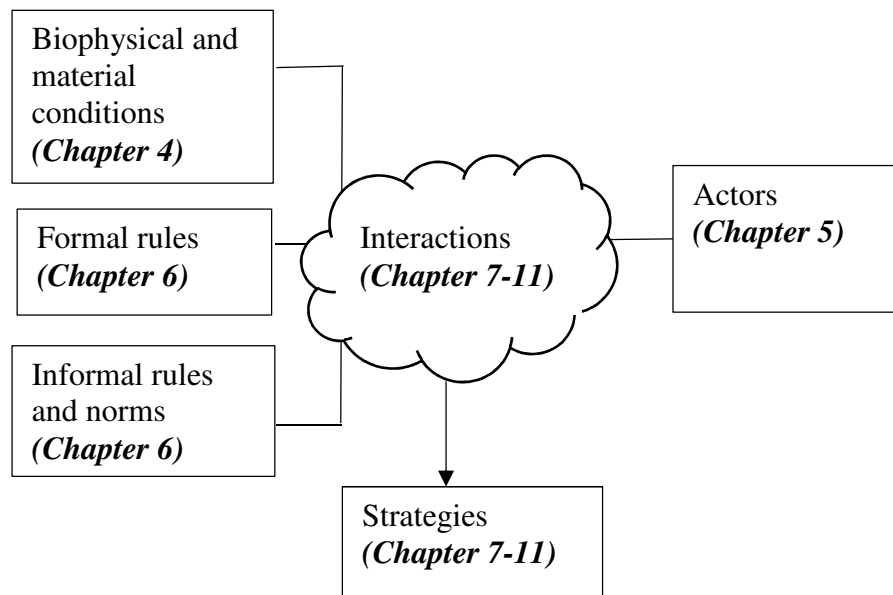 Biophysical and
material
conditions
(Chapter 4)
Formal rules
(Chapter 6)
Informal rules
and norms
(Chapter 6)
Interactions
(Chapter 7-11)
Actors
(Chapter 5)
Strategies
(Chapter 7-11)